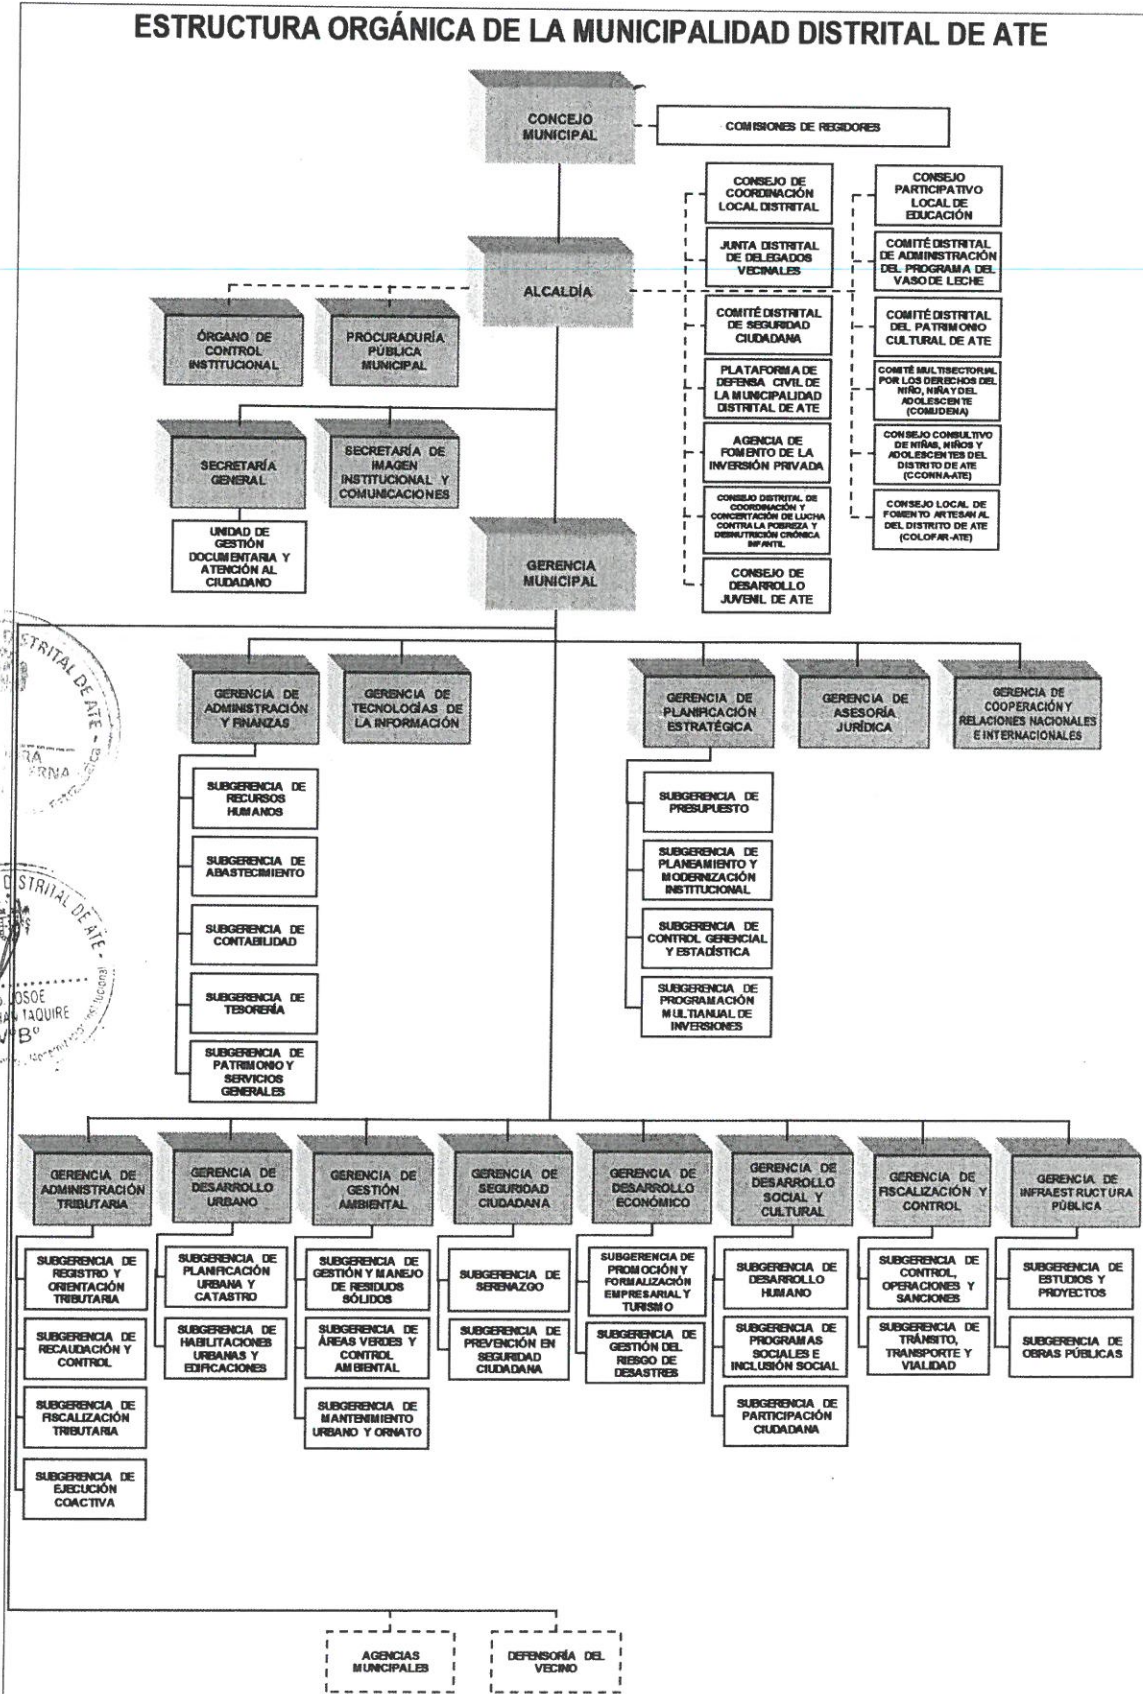 ESTRUCTURA ORGÁNICA DE LA MUNICIPALIDAD DISTRITAL DE ATE
CONCEJO
MUNICIPAL
COMISIONES DE REGIDORES
CONSEJO DE
COORDINACIÓN
LOCAL DISTRITAL
CONSEJO
PARTICIPATIVO
LOCAL DE
EDUCACIÓN
JUNTA DISTRITAL
DE DELEGADOS
VECINALES
COMITÉ DISTRITAL
DE ADMINISTRACIÓN
DEL PROGRAMA DEL
VASO DE LECHE
ALCALDÍA
COMITÉ DISTRITAL
DE SEGURIDAD
CIUDADANA
COMITÉ DISTRITAL
DEL PATRIMONIO
CULTURAL DE ATE
ÓRGANO DE
CONTROL
INSTITUCIONAL
PROCURADURÍA
PÚBLICA
MUNICIPAL
PLATAFORMA DE
DEFENSA CIVIL DE
LA MUNICIPALIDAD
DISTRITAL DE ATE
COMITÉ MULTISECTORIAL
POR LOS DERECHOS DEL
NIÑO, NIÑA Y DEL
ADOLESCENTE
(COMUDENA)
AGENCIA DE
FOMENTO DE LA
INVERSIÓN PRIVADA
CONSEJO CONSULTIVO
DE NIÑAS, NIÑOS Y
ADOLESCENTES DEL
DISTRITO DE ATE
(CCONNA-ATE)
SECRETARÍA
GENERAL
SECRETARÍA DE
IMAGEN
INSTITUCIONAL Y
COMUNICACIONES
CONSEJO DISTRITAL DE
COORDINACIÓN Y
CONCERTACIÓN DE LUCHA
CONTRA LA POBREZA Y
DESNUTRICIÓN CRÓNICA
INFANTIL
CONSEJO LOCAL DE
FOMENTO ARTESANAL
DEL DISTRITO DE ATE
(COLOFAR-ATE)
UNIDAD DE
GESTIÓN
DOCUMENTARIA Y
ATENCIÓN AL
CIUDADANO
GERENCIA
MUNICIPAL
CONSEJO DE
DESARROLLO
JUVENIL DE ATE
GERENCIA DE
ADMINISTRACIÓN
Y FINANZAS
GERENCIA DE
TECNOLOGÍAS DE
LA INFORMACIÓN
GERENCIA DE
PLANIFICACIÓN
ESTRATÉGICA
GERENCIA DE
ASESORÍA
JURÍDICA
GERENCIA DE
COOPERACIÓN Y
RELACIONES NACIONALES
E INTERNACIONALES
SUBGERENCIA DE
RECURSOS
HUMANOS
SUBGERENCIA DE
ABASTECIMIENTO
SUBGERENCIA DE
CONTABILIDAD
SUBGERENCIA DE
TESORERÍA
SUBGERENCIA DE
PATRIMONIO Y
SERVICIOS
GENERALES
SUBGERENCIA DE
PRESUPUESTO
SUBGERENCIA DE
PLANEAMIENTO Y
MODERNIZACIÓN
INSTITUCIONAL
SUBGERENCIA DE
CONTROL GERENCIAL
Y ESTADÍSTICA
SUBGERENCIA DE
PROGRAMACIÓN
MULTIANUAL DE
INVERSIONES
DISTRITAL DE ATE -
DISTRITAL DE ATE -
TAQUIRE
VºBº
GERENCIA DE
ADMINISTRACIÓN
TRIBUTARIA
GERENCIA DE
DESARROLLO
URBANO
GERENCIA DE
GESTIÓN
AMBIENTAL
GERENCIA DE
SEGURIDAD
CIUDADANA
GERENCIA DE
DESARROLLO
ECONÓMICO
GERENCIA DE
DESARROLLO
SOCIAL Y
CULTURAL
GERENCIA DE
FISCALIZACIÓN Y
CONTROL
GERENCIA DE
INFRAESTRUCTURA
PÚBLICA
SUBGERENCIA DE
REGISTRO Y
ORIENTACIÓN
TRIBUTARIA
SUBGERENCIA DE
RECAUDACIÓN Y
CONTROL
SUBGERENCIA DE
FISCALIZACIÓN
TRIBUTARIA
SUBGERENCIA DE
EJECUCIÓN
COACTIVA
SUBGERENCIA DE
PLANIFICACIÓN
URBANA Y
CATASTRO
SUBGERENCIA DE
HABILITACIONES
URBANAS Y
EDIFICACIONES
SUBGERENCIA DE
GESTIÓN Y MANEJO
DE RESIDUOS
SÓLIDOS
SUBGERENCIA DE
ÁREAS VERDES Y
CONTROL
AMBIENTAL
SUBGERENCIA DE
MANTENIMIENTO
URBANO Y ORNATO
SUBGERENCIA DE
SERENAZGO
SUBGERENCIA DE
PREVENCIÓN EN
SEGURIDAD
CIUDADANA
SUBGERENCIA DE
PROMOCIÓN Y
FORMALIZACIÓN
EMPRESARIAL Y
TURISMO
SUBGERENCIA DE
GESTIÓN DEL
RIESGO DE
DESASTRES
SUBGERENCIA DE
DESARROLLO
HUMANO
SUBGERENCIA DE
PROGRAMAS
SOCIALES E
INCLUSIÓN SOCIAL
SUBGERENCIA DE
PARTICIPACIÓN
CIUDADANA
SUBGERENCIA DE
CONTROL,
OPERACIONES Y
SANCIONES
SUBGERENCIA DE
TRÁNSITO,
TRANSPORTE Y
VIALIDAD
SUBGERENCIA DE
ESTUDIOS Y
PROYECTOS
SUBGERENCIA DE
OBRAS PÚBLICAS
AGENCIAS
MUNICIPALES
DEFENSORÍA DEL
VECINO